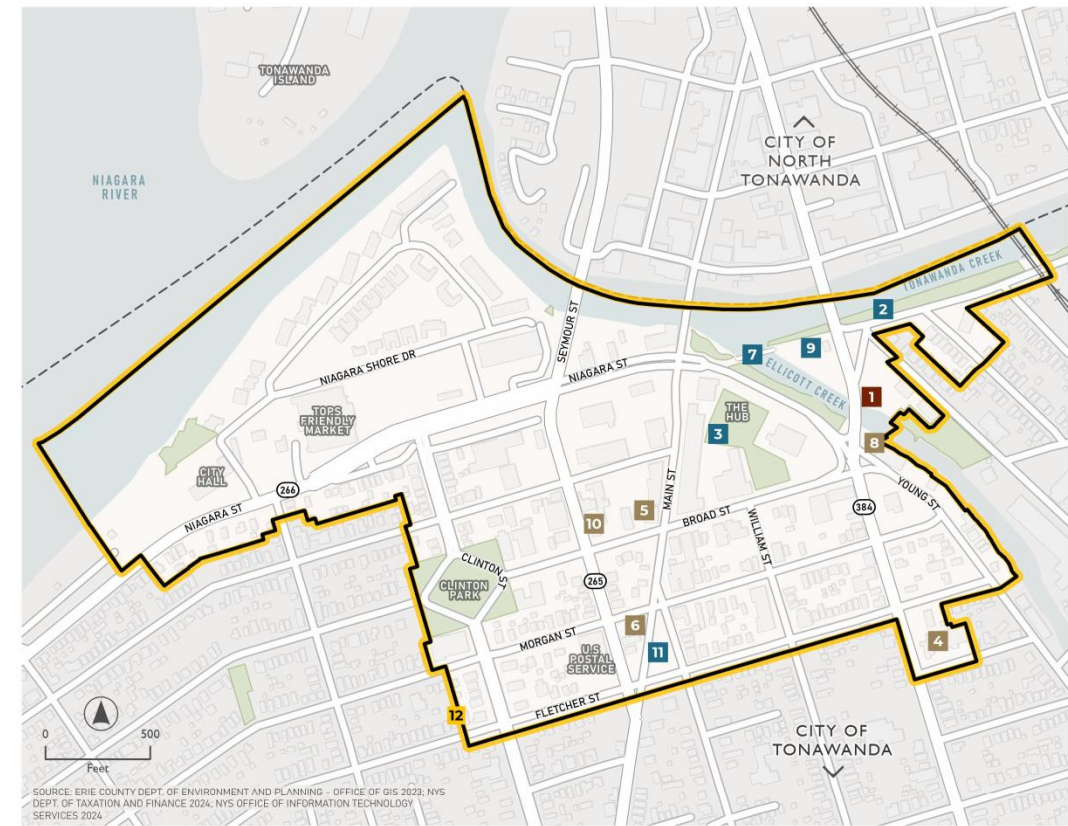 TONAWANDA
ISLAND
CITY OF
NORTH
TONAWANDA
NIAGARA
RIVER
TONAWANDA CREEK
2
SEYMOUR ST
9
7
NIAGARA SHORE DR
NIAGARA ST
ELLICOTT CREEK
1
TOPS
FRIENDLY
MARKET
THE
HUB
3
8
CITY
HALL
266
NIAGARA ST
YOUNG ST
MAIN ST
5
384
10
BROAD ST
WILLIAM ST
CLINTON ST
CLINTON
PARK
265
6
4
MORGAN ST
11
U.S.
POSTAL
SERVICE
FLETCHER ST
12
CITY OF
TONAWANDA
0 500
Feet
SOURCE: ERIE COUNTY DEPT. OF ENVIRONMENT AND PLANNING - OFFICE OF GIS 2023; NYS
DEPT. OF TAXATION AND FINANCE 2024; NYS OFFICE OF INFORMATION TECHNOLOGY
SERVICES 2024